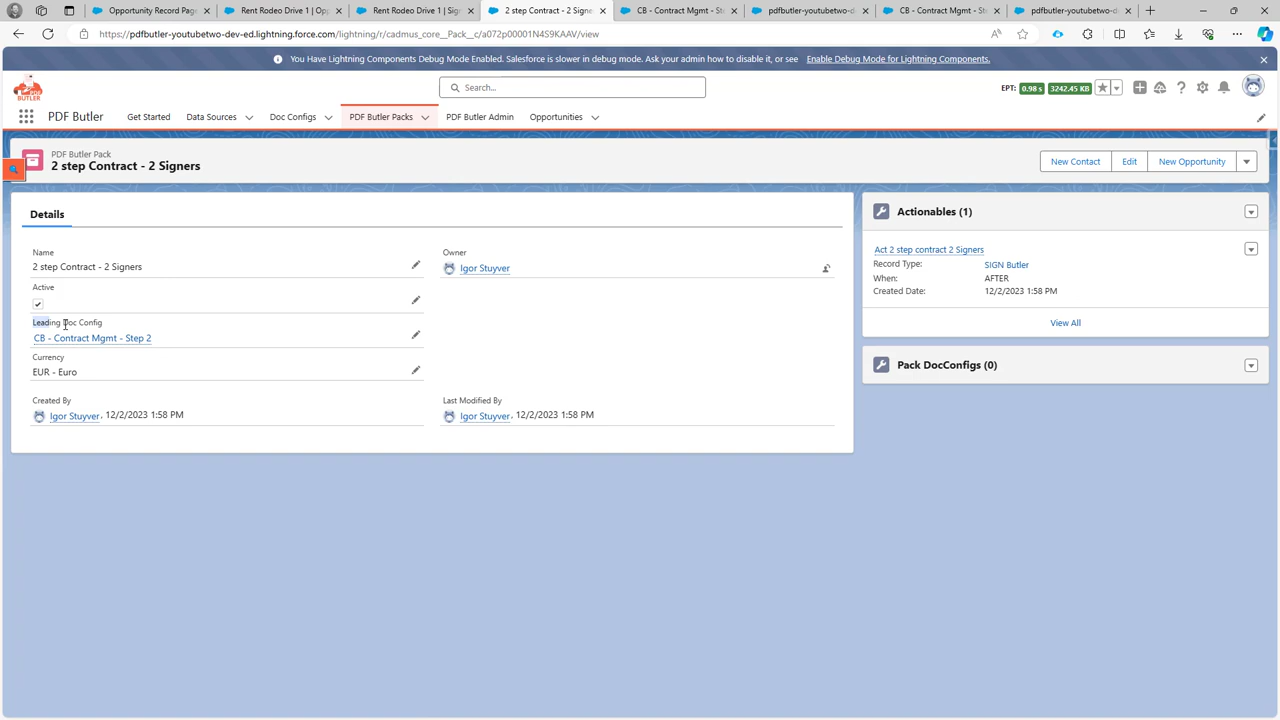 Opportunity Record Page
Rent Rodeo Drive 1 | Opp
Rent Rodeo Drive 1 | Sign
2 step Contract - 2 Signe
CB - Contract Mgmt - Ste
pdfbutler-youtubetwo-d
CB - Contract Mgmt - St
pdfbutler-youtubetwo-d
https://pdfbutler-youtubetwo-dev-ed.lightning.force.com/lightning/r/cadmus_core__Pack__c/a072p00001N4S9KAAV/view
You Have Lightning Components Debug Mode Enabled. Salesforce is slower in debug mode. Ask your admin how to disable it, or see Enable Debug Mode for Lightning Components.
PDF
BUTLER
Search...
EPT: 0.98 s 3242.45 KB
PDF Butler
Get Started
Data Sources
Doc Configs
PDF Butler Packs
PDF Butler Admin
Opportunities
PDF Butler Pack
2 step Contract - 2 Signers
New Contact
Edit
New Opportunity
Details
Name
2 step Contract - 2 Signers
Owner
Igor Stuyver
Active
Leading Doc Config
CB - Contract Mgmt - Step 2
Currency
EUR - Euro
Created By
Igor Stuyver, 12/2/2023 1:58 PM
Last Modified By
Igor Stuyver, 12/2/2023 1:58 PM
Actionables (1)
Act 2 step contract 2 Signers
Record Type: SIGN Butler
When: AFTER
Created Date: 12/2/2023 1:58 PM
View All
Pack DocConfigs (0)